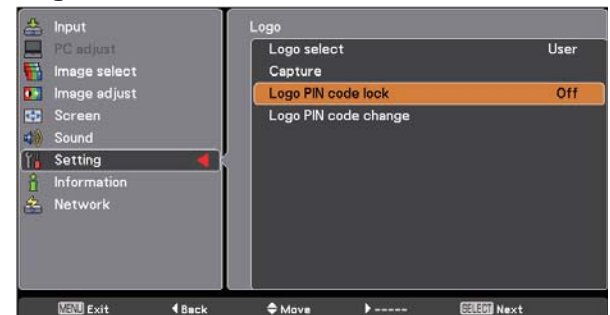 Input
PC adjust
Image select
Image adjust
Screen
Sound
Setting
Information
Network
Logo
Logo select User
Capture
Logo PIN code lock Off
Logo PIN code change
MENU Exit Back Move ----- SELECT Next